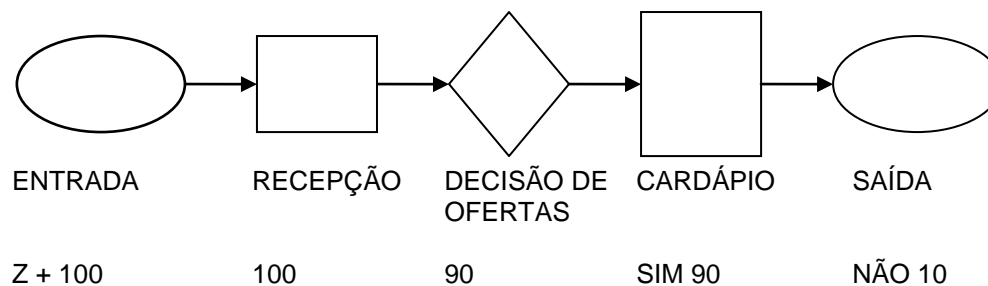 ENTRADA RECEPÇÃO DECISÃO DE CARDÁPIO SAÍDA
OFERTAS
Z + 100 100 90 SIM 90 NÃO 10